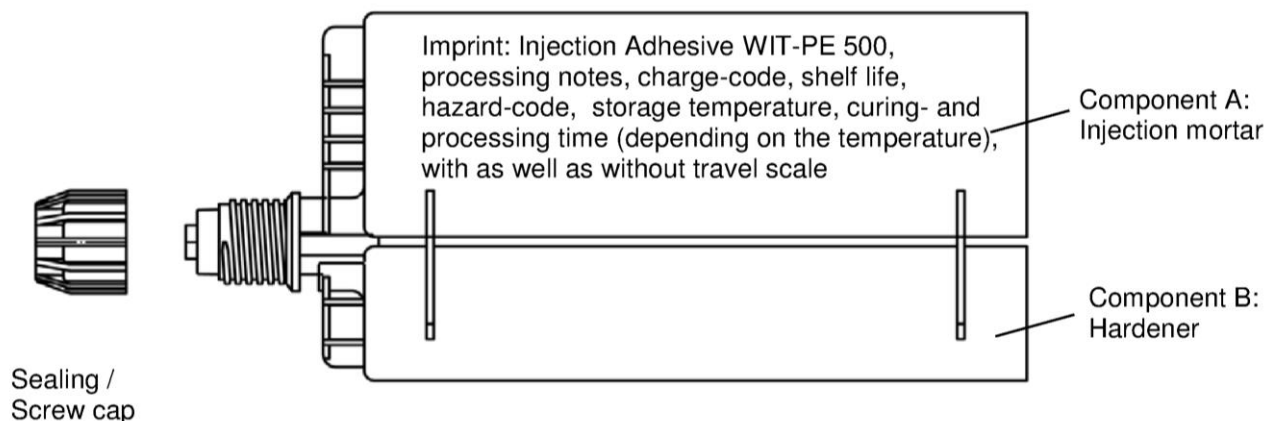 Imprint: Injection Adhesive WIT-PE 500,
processing notes, charge-code, shelf life,
hazard-code, storage temperature, curing- and
processing time (depending on the temperature),
with as well as without travel scale
Component A:
Injection mortar
Component B:
Hardener
Sealing /
Screw cap